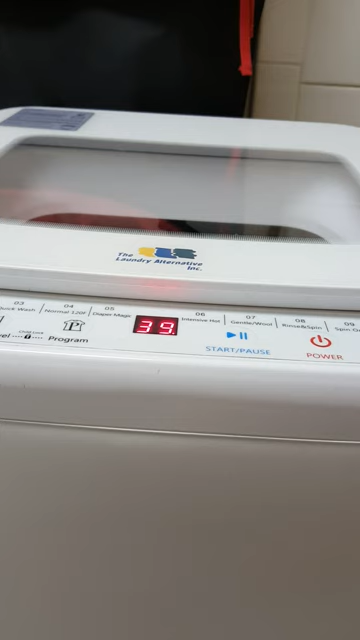 The
Laundry Alternative
Inc.
03
Quick Wash
04
Normal 120F
05
Diaper Magic
39
06
Intensive Hot
07
Gentle/Wool
08
Rinse&Spin
09
Child Lock
Program
START/PAUSE
POWER